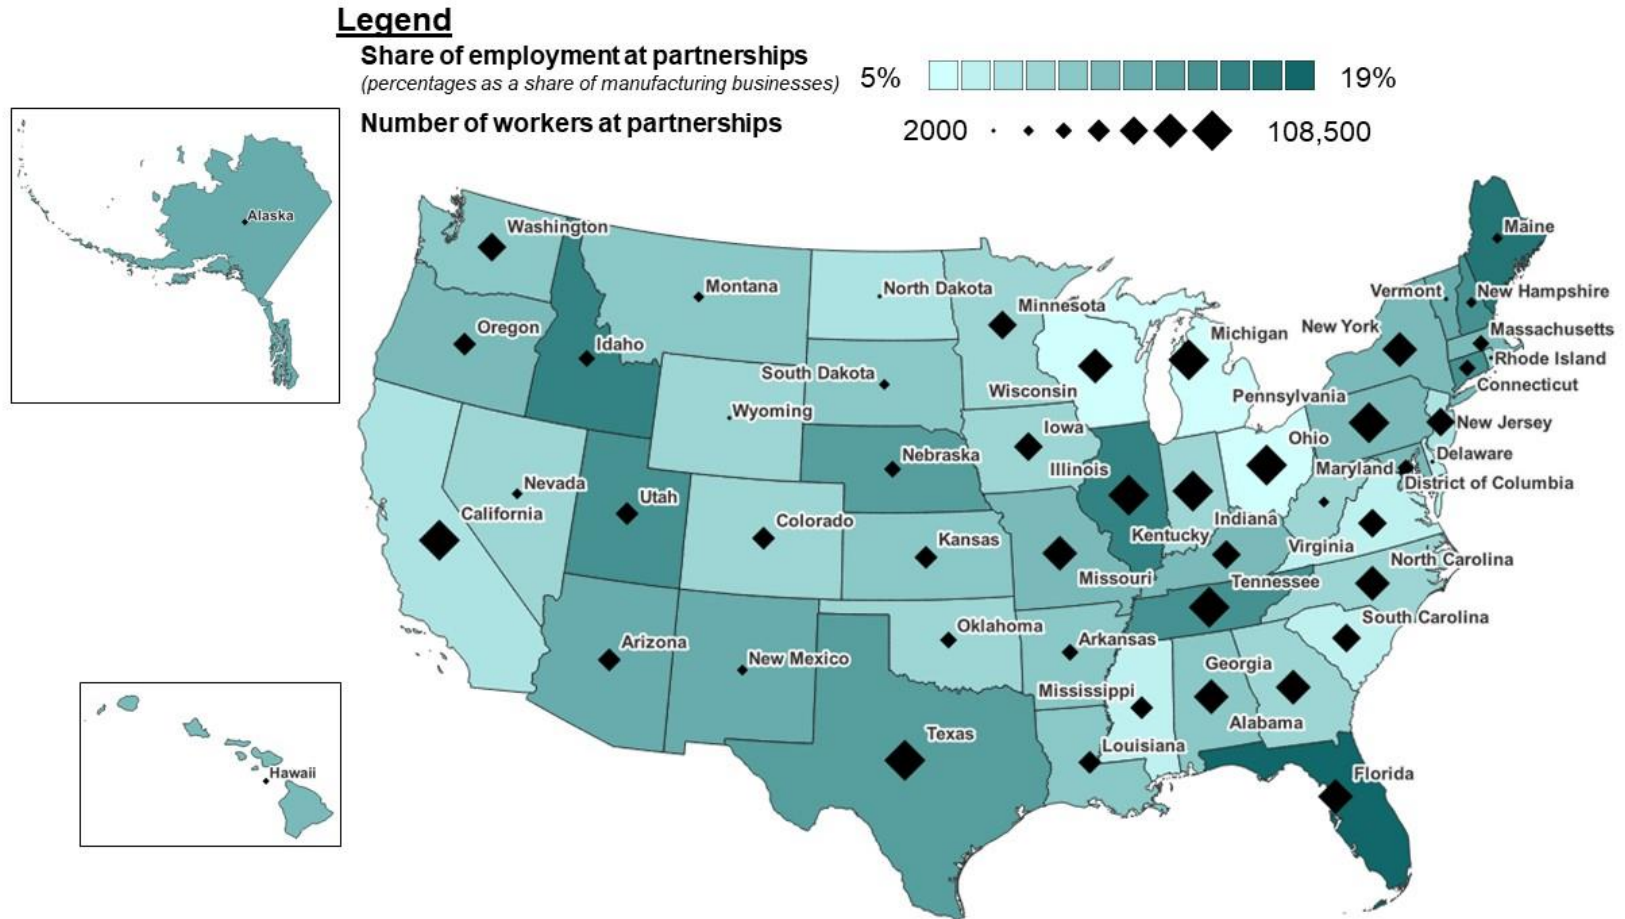 Legend
Share of employment at partnerships
(percentages as a share of manufacturing businesses)
5%
19%
Number of workers at partnerships
2000
108,500
Alaska
Hawaii
Washington
Montana
North Dakota
Minnesota
Michigan
Maine
Vermont
New Hampshire
New York
Massachusetts
Rhode Island
Connecticut
Oregon
Idaho
South Dakota
Wisconsin
Pennsylvania
Wyoming
Iowa
New Jersey
Nebraska
Illinois
Ohio
Maryland
Delaware
District of Columbia
Nevada
Utah
California
Colorado
Kansas
Indiana
Kentucky
Virginia
North Carolina
Missouri
Tennessee
South Carolina
Oklahoma
Arkansas
Arizona
New Mexico
Georgia
Mississippi
Alabama
Texas
Louisiana
Florida